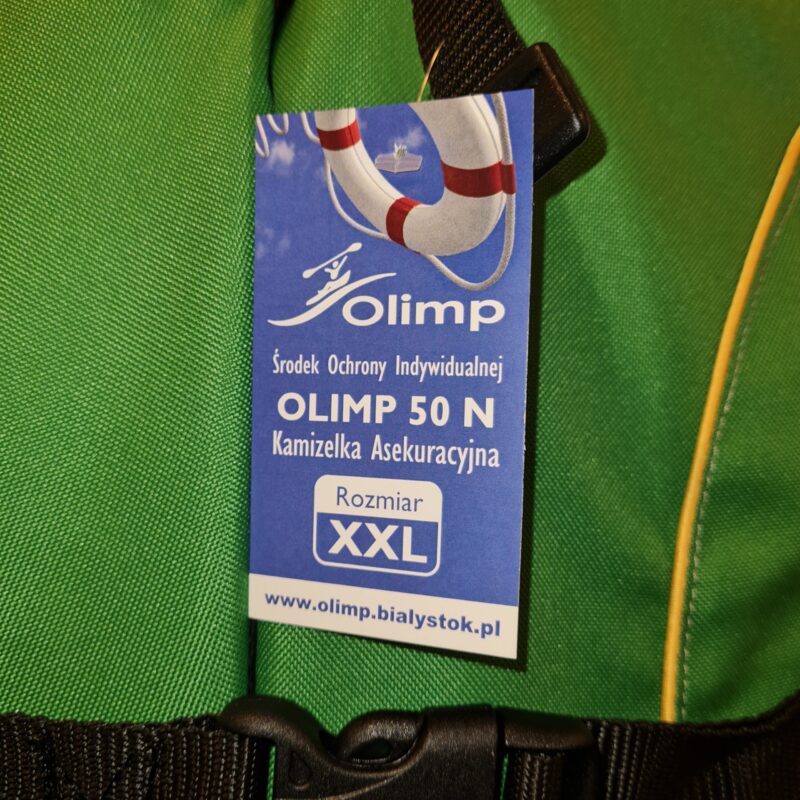 Olimp
Środek Ochrony Indywidualnej
OLIMP 50 N
Kamizelka Asekuracyjna
Rozmiar
XXL
www.olimp.bialystok.pl